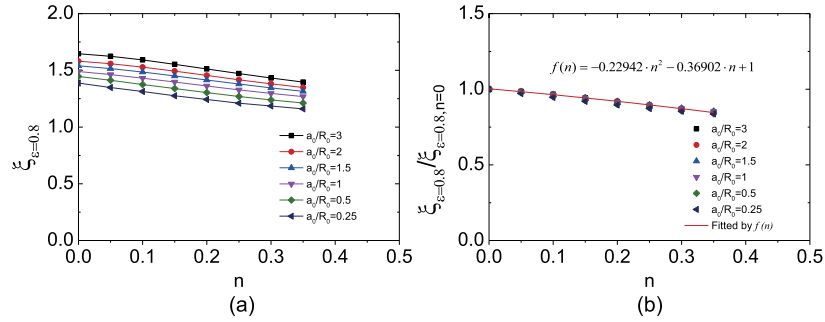 2.0
1.5
1.0
0.5
0.0
ξε=0.8
a0/R0=3
a0/R0=2
a0/R0=1.5
a0/R0=1
a0/R0=0.5
a0/R0=0.25
0.0 0.1 0.2 0.3 0.4 0.5
n
(a)
1.5
1.0
0.5
0.0
ξε=0.8/ξε=0.8, n=0
f(n) = −0.22942 · n² − 0.36902 · n + 1
a0/R0=3
a0/R0=2
a0/R0=1.5
a0/R0=1
a0/R0=0.5
a0/R0=0.25
Fitted by f(n)
0.0 0.1 0.2 0.3 0.4 0.5
n
(b)